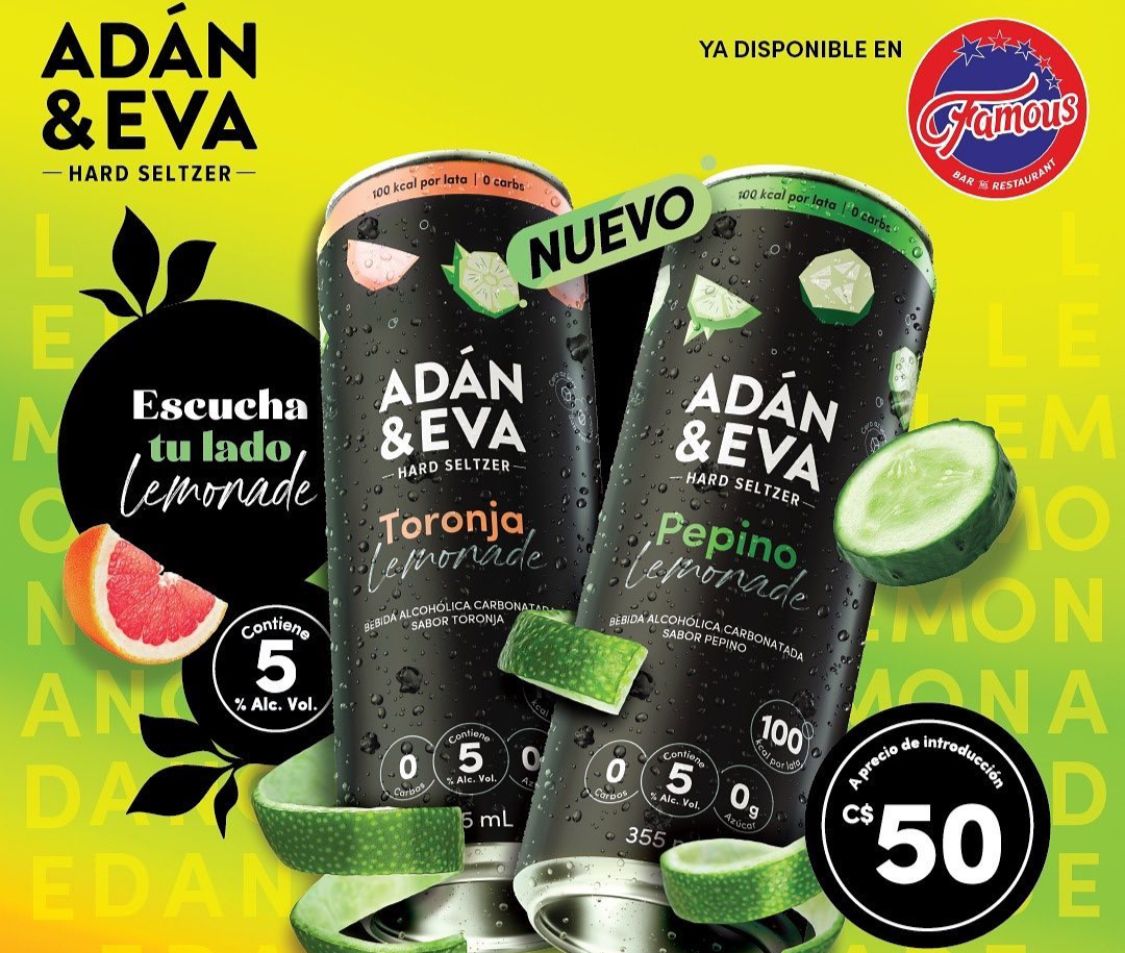 ADÁN
&EVA
HARD SELTZER
YA DISPONIBLE EN
Famous
BAR RESTAURANT
NUEVO
Escucha
tu lado
Lemonade
Contiene
5
% Alc. Vol.
100 kcal por lata | 0 carbs
ADÁN
&EVA
HARD SELTZER
Toronja
Lemonade
BEBIDA ALCOHÓLICA CARBONATADA
SABOR TORONJA
0
Carbos
Contiene
5
% Alc. Vol.
0
5 mL
100 kcal por lata | 0 carbs
ADÁN
&EVA
HARD SELTZER
Pepino
Lemonade
BEBIDA ALCOHÓLICA CARBONATADA
SABOR PEPINO
100
kcal por lata
0
Carbos
Contiene
5
% Alc. Vol.
0g
Azúcar
355
A precio de introducción
C$ 50